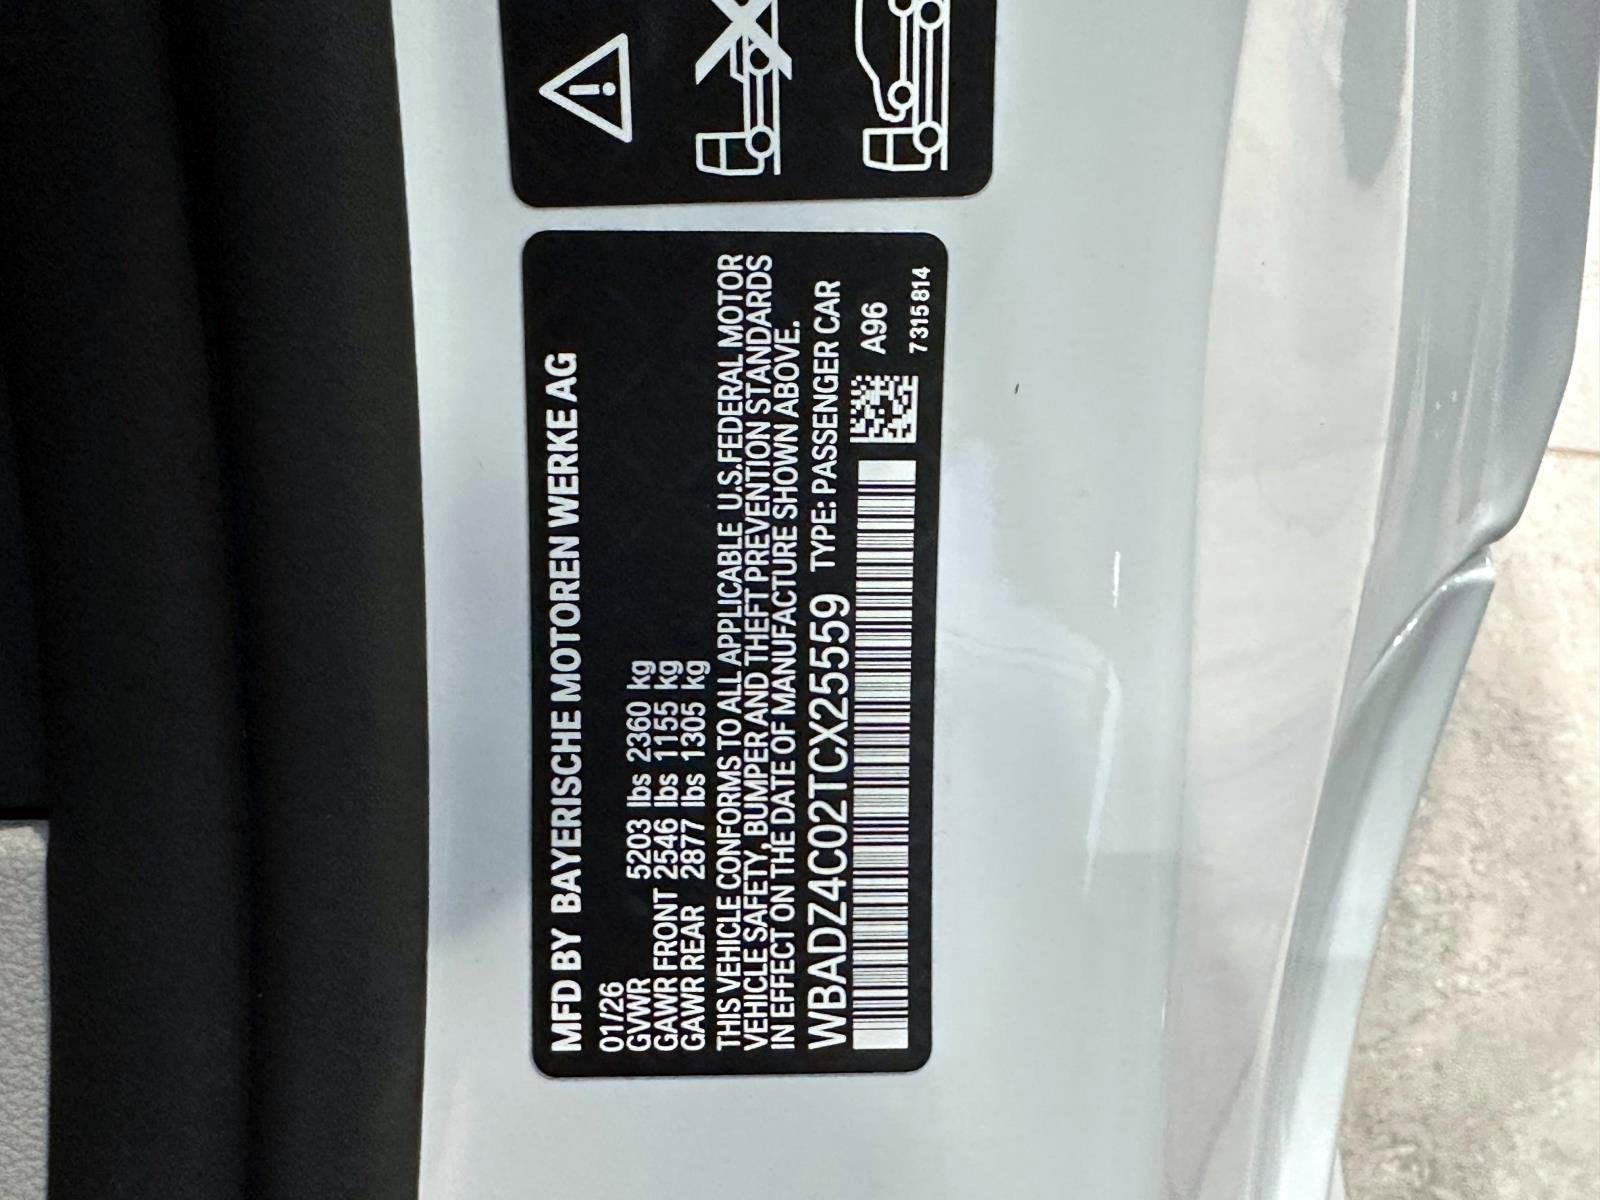 MFD BY BAYERISCHE MOTOREN WERKE AG
01/26
GVWR 5203 lbs 2360 kg
GAWR FRONT 2546 lbs 1155 kg
GAWR REAR 2877 lbs 1305 kg
THIS VEHICLE CONFORMS TO ALL APPLICABLE U.S.FEDERAL MOTOR
VEHICLE SAFETY, BUMPER AND THEFT PREVENTION STANDARDS
IN EFFECT ON THE DATE OF MANUFACTURE SHOWN ABOVE.
WBADZ4C02TCX25559 TYPE: PASSENGER CAR
A96
7315814